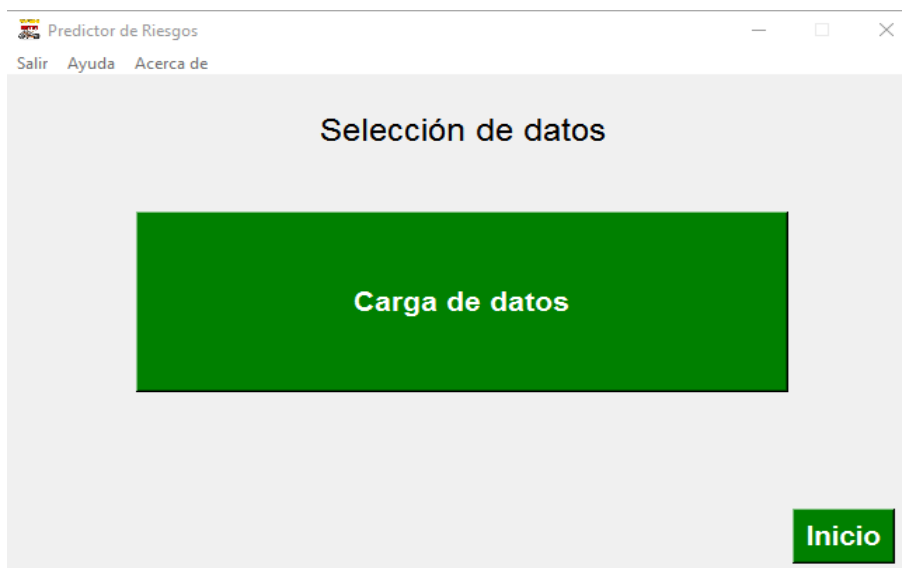 Predictor de Riesgos
Salir Ayuda Acerca de
Selección de datos
Carga de datos
Inicio